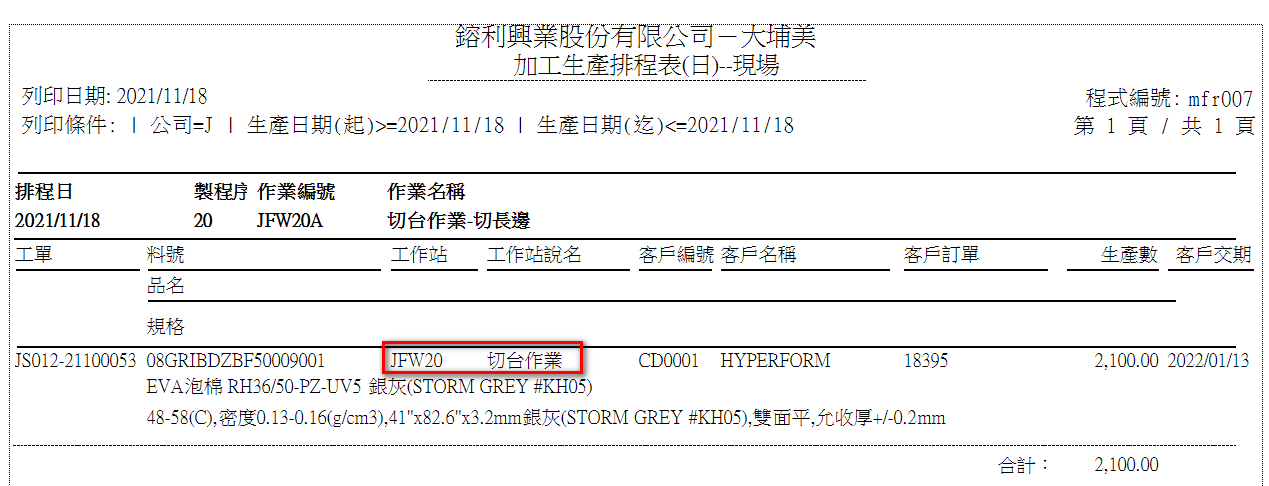 鎔利興業股份有限公司－大埔美
加工生產排程表(日)--現場
列印日期: 2021/11/18 程式編號: mfr007
列印條件: | 公司=J | 生產日期(起)>=2021/11/18 | 生產日期(迄)<=2021/11/18 第 1 頁 / 共 1 頁
排程日 製程序 作業編號 作業名稱
2021/11/18 20 JFW20A 切台作業-切長邊
工單 料號 工作站 工作站說名 客戶編號 客戶名稱 客戶訂單 生產數 客戶交期
品名
規格
JS012-21100053 08GRIBDZBF50009001 JFW20 切台作業 CD0001 HYPERFORM 18395 2,100.00 2022/01/13
EVA泡棉 RH36/50-PZ-UV5 銀灰(STORM GREY #KH05)
48-58(C),密度0.13-0.16(g/cm3),41"x82.6"x3.2mm銀灰(STORM GREY #KH05),雙面平,允收厚+/-0.2mm
合計： 2,100.00